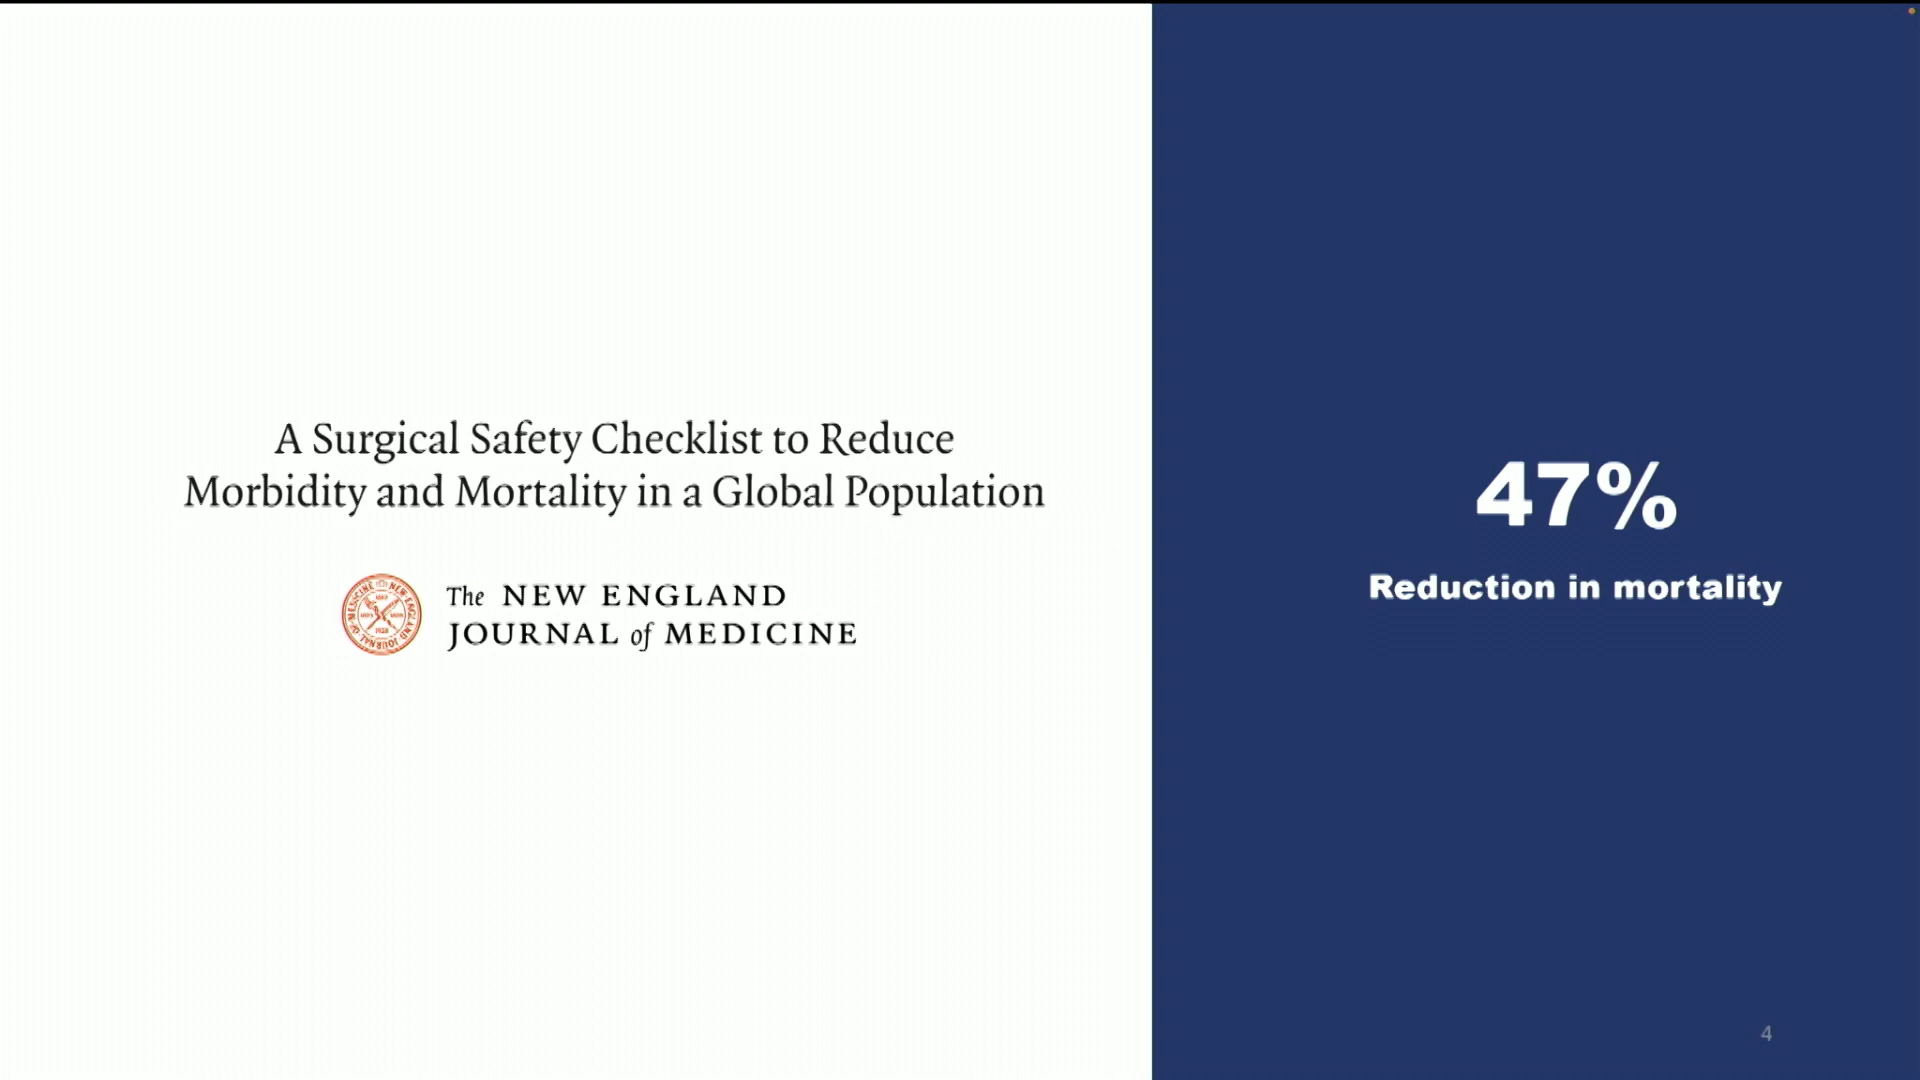 A Surgical Safety Checklist to Reduce
Morbidity and Mortality in a Global Population
The NEW ENGLAND
JOURNAL of MEDICINE
47%
Reduction in mortality
4